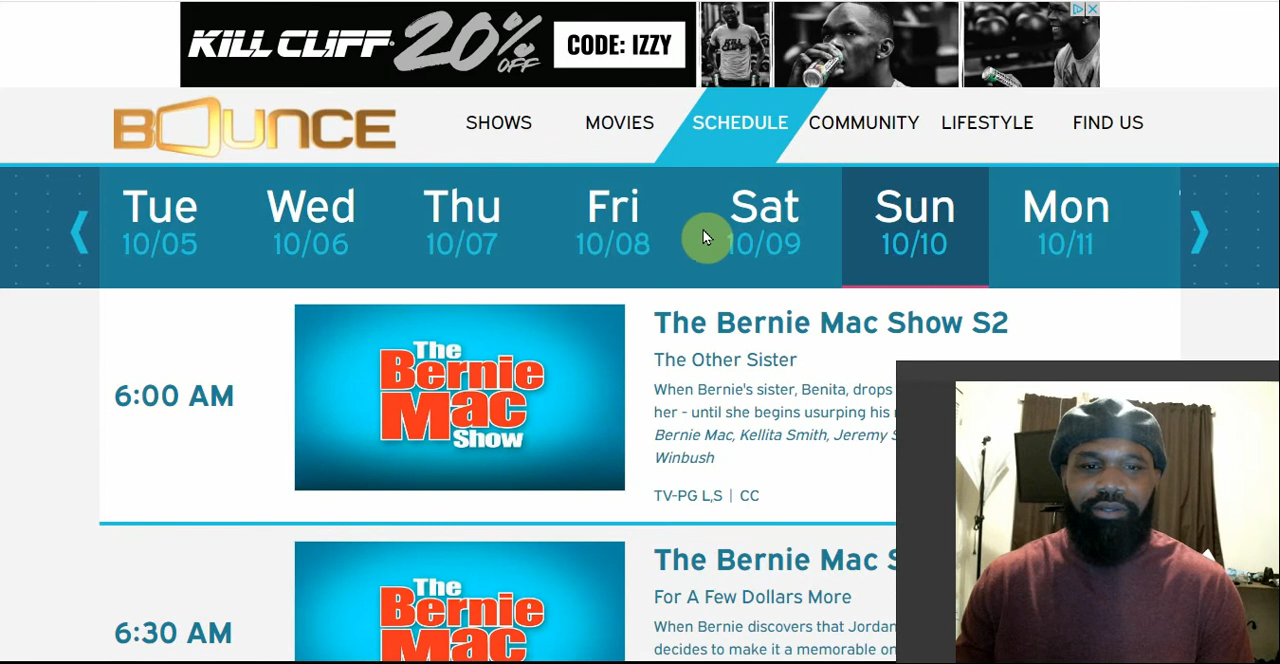 KILL CLIFF 20% OFF CODE: IZZY
BOUNCE
SHOWS MOVIES SCHEDULE COMMUNITY LIFESTYLE FIND US
Tue Wed Thu Fri Sat Sun Mon
10/05 10/06 10/07 10/08 10/09 10/10 10/11
The Bernie Mac Show S2
The Other Sister
When Bernie's sister, Benita, drops
her - until she begins usurping his
Bernie Mac, Kellita Smith, Jeremy
Winbush
TV-PG L,S | CC
6:00 AM
The
Bernie
Mac
Show
The Bernie Mac
For A Few Dollars More
When Bernie discovers that Jordan
decides to make it a memorable
6:30 AM
The
Bernie
Mac